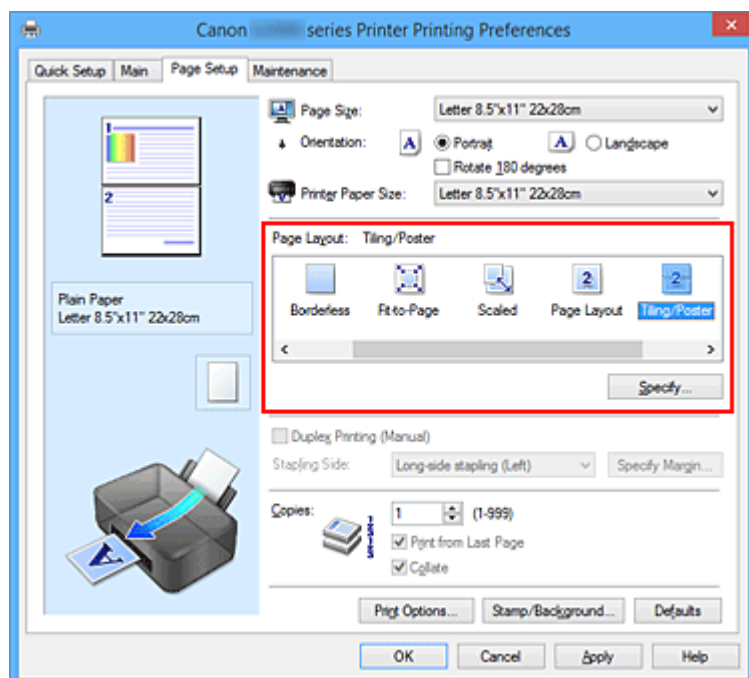 Canon series Printer Printing Preferences
Quick Setup Main Page Setup Maintenance
1
2
Plain Paper
Letter 8.5"x11" 22x28cm
Page Size: Letter 8.5"x11" 22x28cm
Orientation: A Portrait A Landscape
Rotate 180 degrees
Printer Paper Size: Letter 8.5"x11" 22x28cm
Page Layout: Tiling/Poster
2 2
Borderless Fit-to-Page Scaled Page Layout Tiling/Poster
Specify...
Duplex Printing (Manual)
Stapling Side: Long-side stapling (Left) Specify Margin...
Copies: 1 (1-999)
Print from Last Page
Collate
A
Print Options... Stamp/Background... Defaults
OK Cancel Apply Help